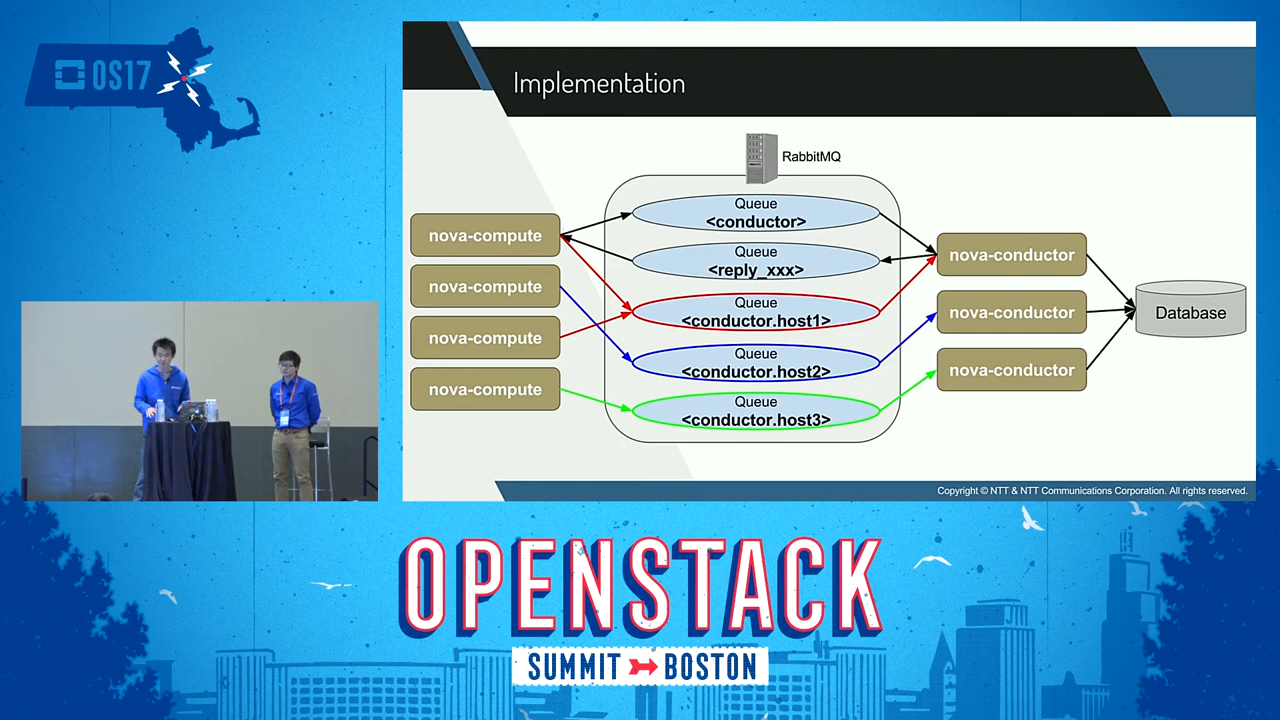 OS17
Implementation
RabbitMQ
Queue
<conductor>
Queue
<reply_xxx>
Queue
<conductor.host1>
Queue
<conductor.host2>
Queue
<conductor.host3>
nova-compute
nova-compute
nova-compute
nova-compute
nova-conductor
nova-conductor
nova-conductor
Database
Copyright © NTT & NTT Communications Corporation. All rights reserved.
OPENSTACK
SUMMIT BOSTON